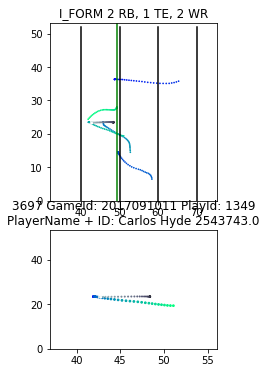 I_FORM 2 RB, 1 TE, 2 WR
50
40
30
20
10
0
40 50 60 70
3697 GameId: 2017091011 PlayId: 1349
PlayerName + ID: Carlos Hyde 2543743.0
40
20
0
40 45 50 55